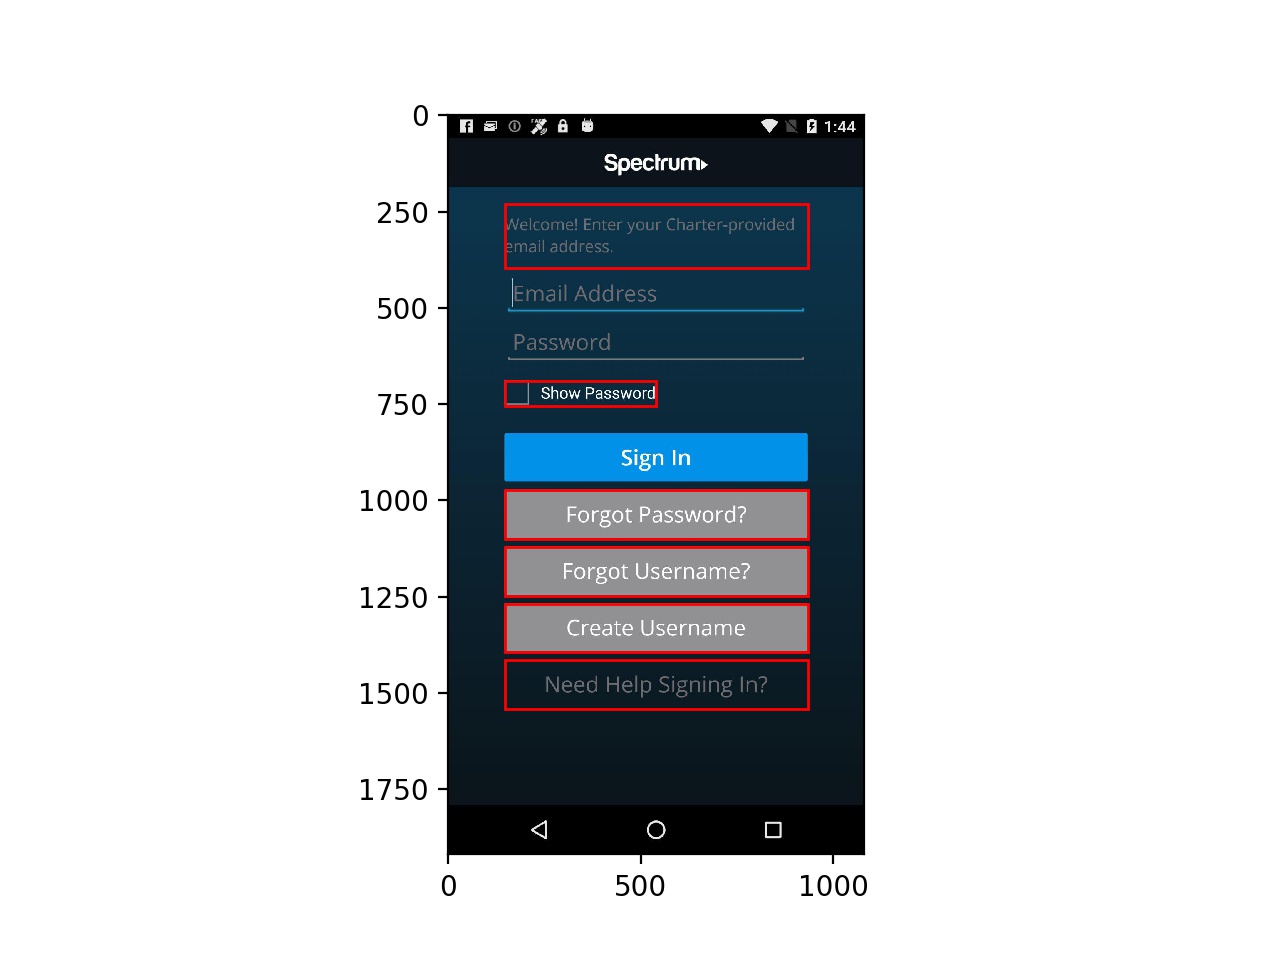 0
250
500
750
1000
1250
1500
1750
1:44
Spectrum
Welcome! Enter your Charter-provided
email address.
Email Address
Password
Show Password
Sign In
Forgot Password?
Forgot Username?
Create Username
Need Help Signing In?
0 500 1000